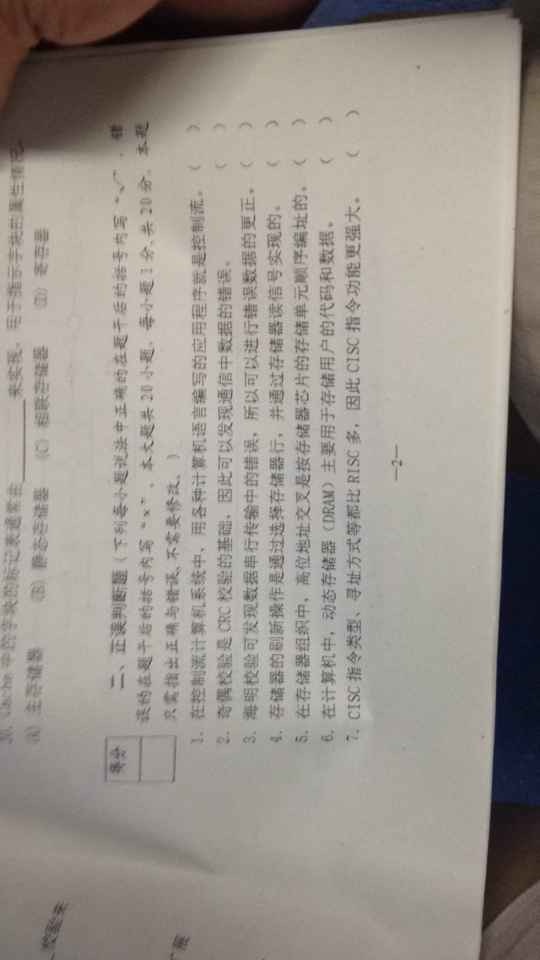 30. Cache 中的字块的标记表通常由________来实现，用于指示字块的属性情况。
(A) 主存储器 (B) 静态存储器 (C) 相联存储器 (D) 寄存器
校验来
扩展
得分
二、正误判断题（下列每小题说法中正确的在题干后的括号内写“√”，错
误的在题干后的括号内写“×”。本大题共 20 小题，每小题 1 分，共 20 分。本题
只需指出正确与错误，不需要修改。）
1. 在控制流计算机系统中，用各种计算机语言编写的应用程序就是控制流。（ ）
2. 奇偶校验是 CRC 校验的基础，因此可以发现通信中数据的错误。 （ ）
3. 海明校验可发现数据串行传输中的错误，所以可以进行错误数据的更正。（ ）
4. 存储器的刷新操作是通过选择存储器行，并通过存储器读信号实现的。 （ ）
5. 在存储器组织中，高位地址交叉是按存储器芯片的存储单元顺序编址的。（ ）
6. 在计算机中，动态存储器（DRAM）主要用于存储用户的代码和数据。 （ ）
7. CISC 指令类型、寻址方式等都比 RISC 多，因此 CISC 指令功能更强大。 （ ）
—2—